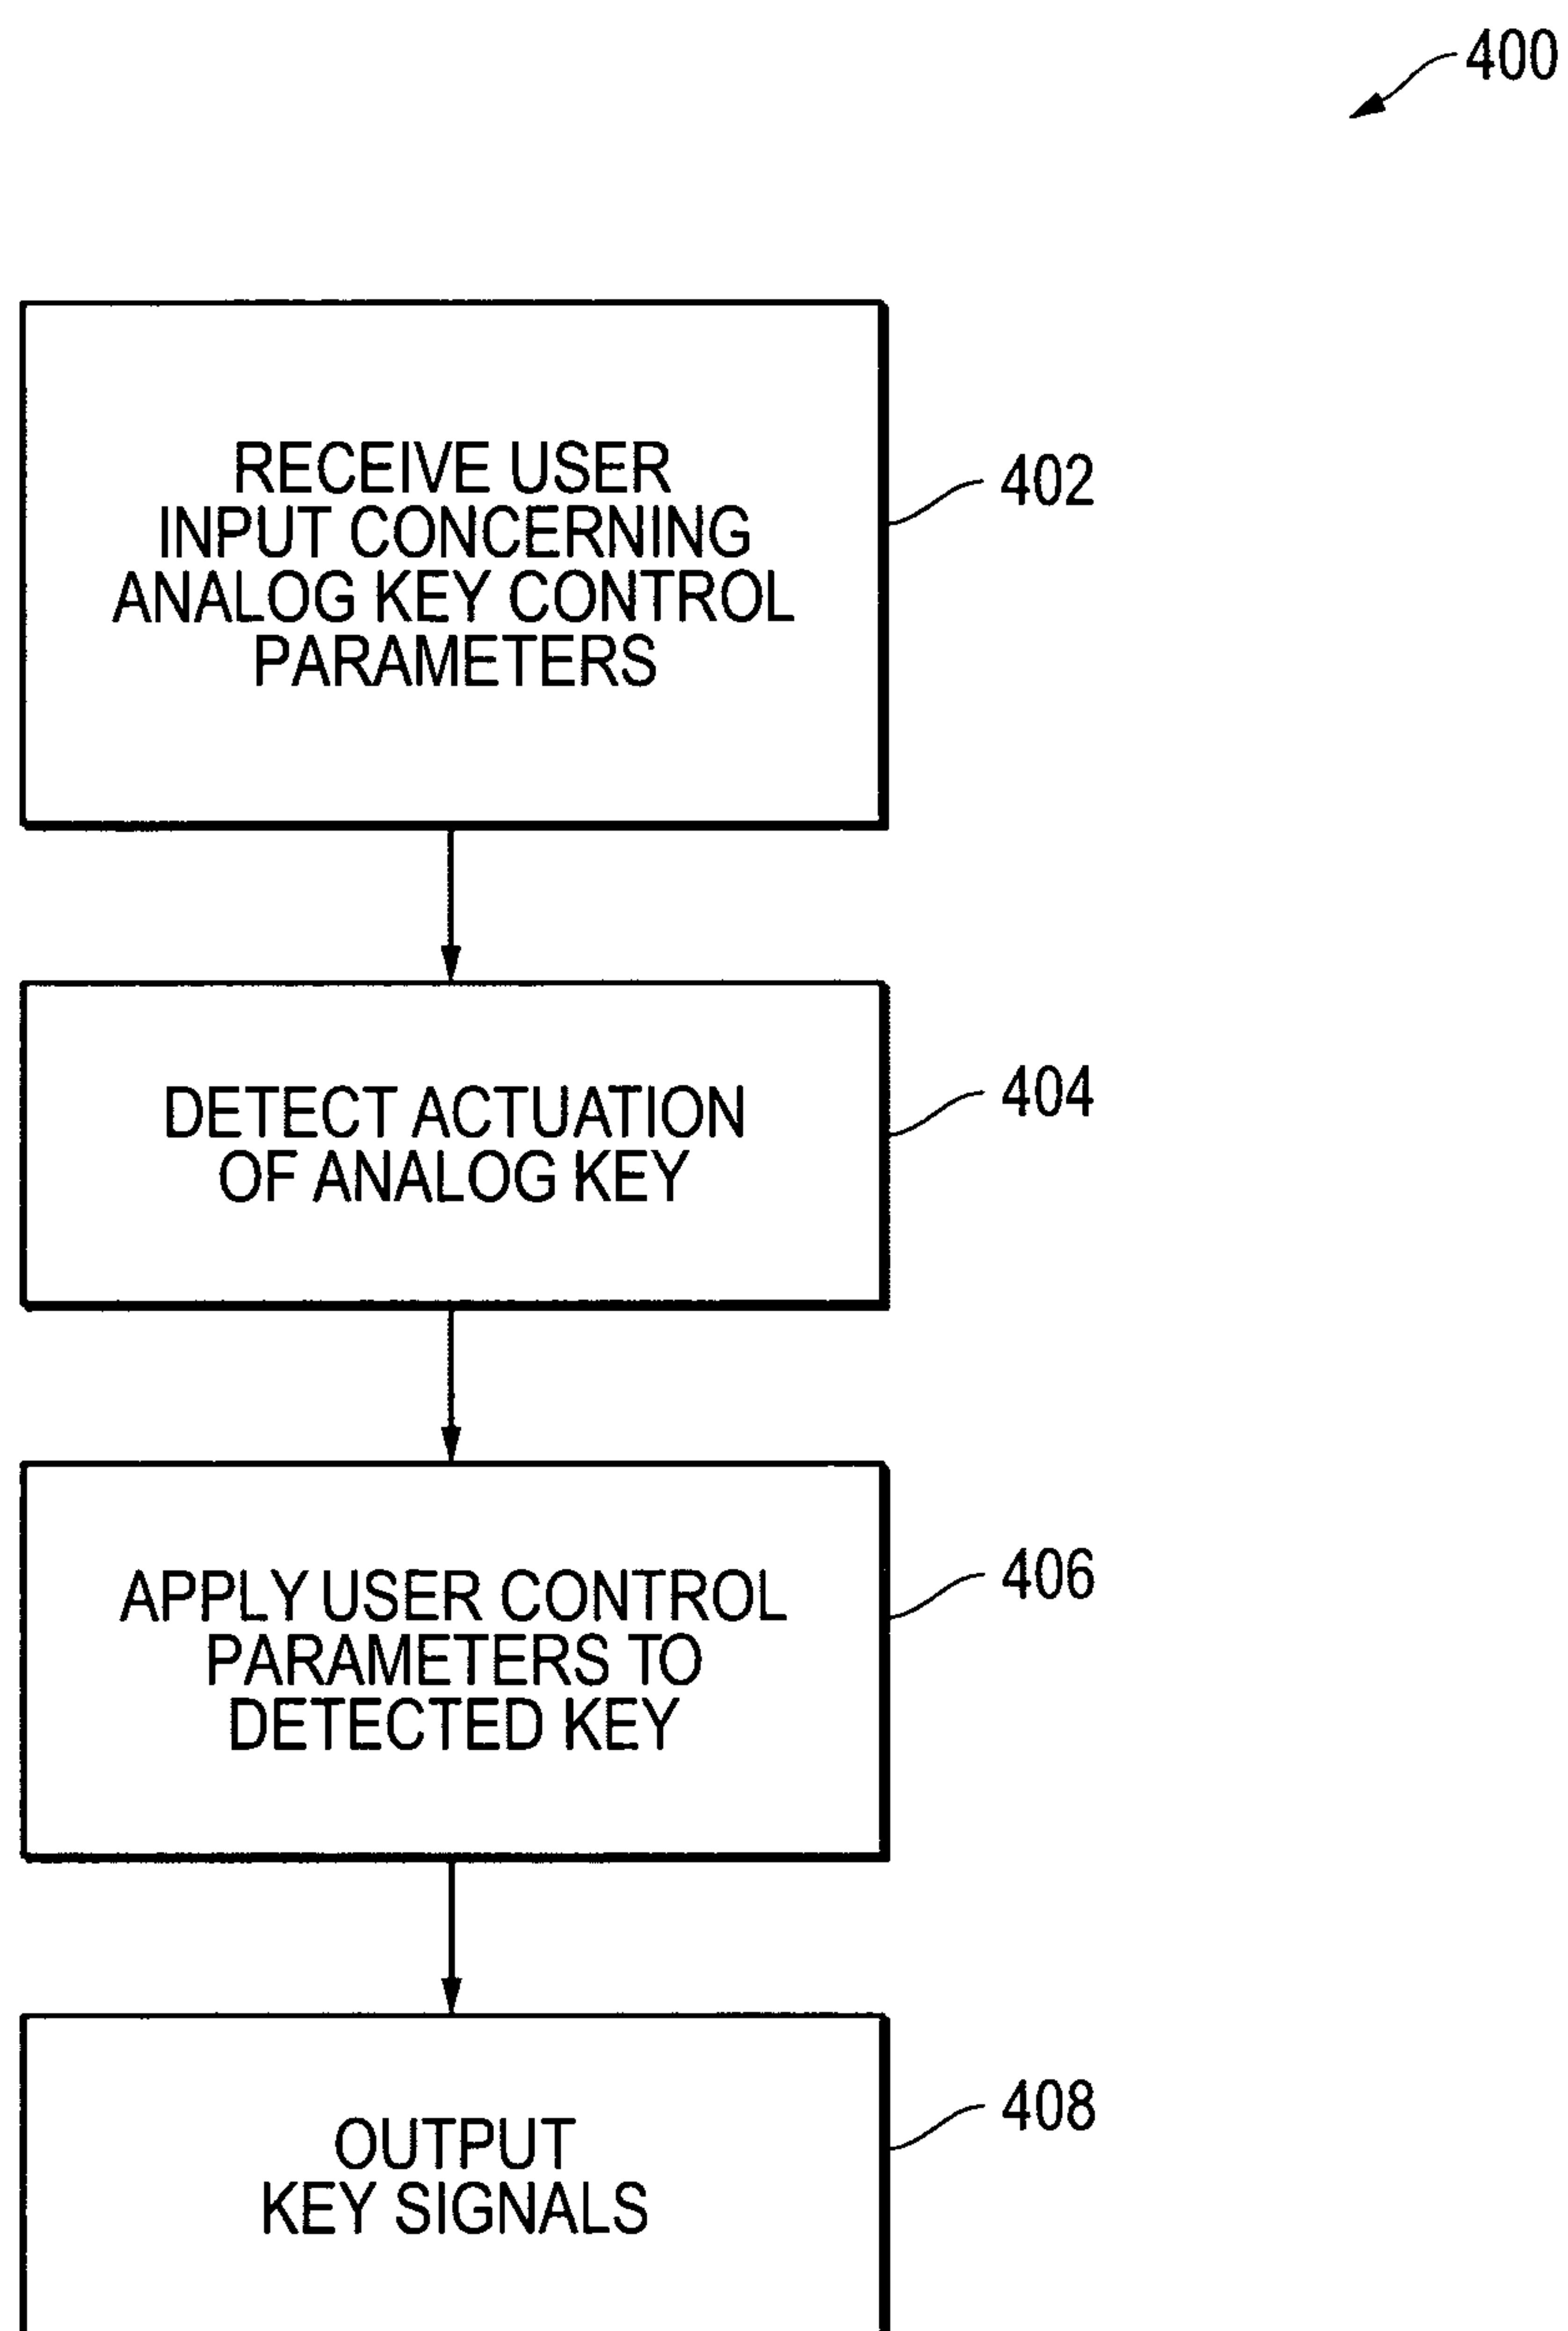 400
RECEIVE USER
INPUT CONCERNING
ANALOG KEY CONTROL
PARAMETERS
402
DETECT ACTUATION
OF ANALOG KEY
404
APPLY USER CONTROL
PARAMETERS TO
DETECTED KEY
406
OUTPUT
KEY SIGNALS
408